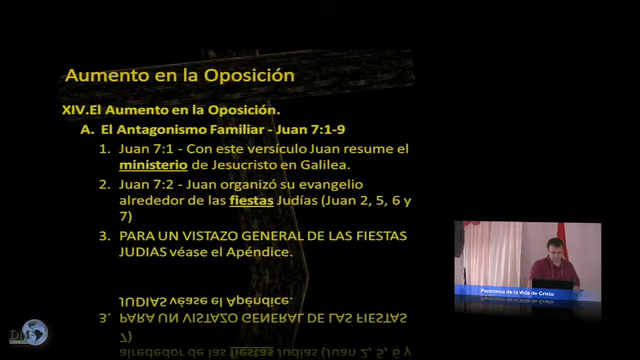 Aumento en la Oposición
XIV.El Aumento en la Oposición.
A. El Antagonismo Familiar - Juan 7:1-9
1. Juan 7:1 - Con este versículo Juan resume el
ministerio de Jesucristo en Galilea.
2. Juan 7:2 - Juan organizó su evangelio
alrededor de las fiestas Judías (Juan 2, 5, 6 y
7)
3. PARA UN VISTAZO GENERAL DE LAS FIESTAS
JUDIAS véase el Apéndice.
Panorama de la Vida de Cristo
DM